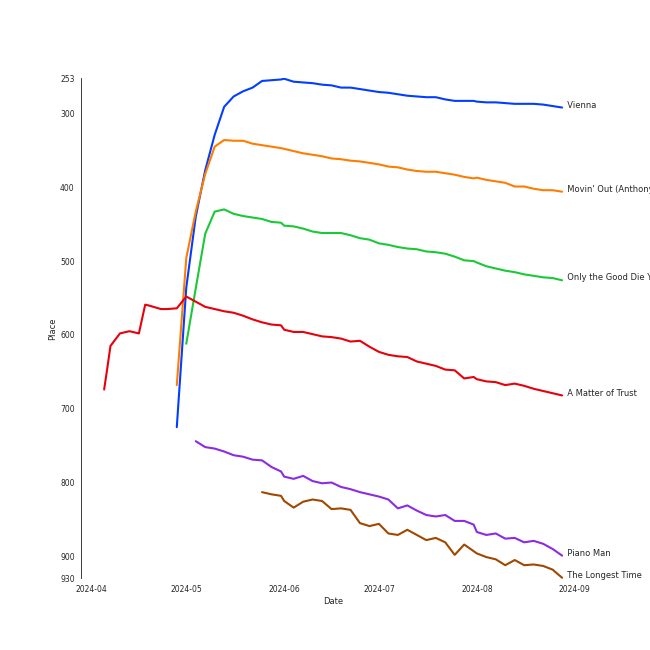 253
300
400
500
600
700
800
900
930
Place
2024-04
2024-05
2024-06
2024-07
2024-08
2024-09
Date
Vienna
Movin' Out (Anthony
Only the Good Die Y
A Matter of Trust
Piano Man
The Longest Time